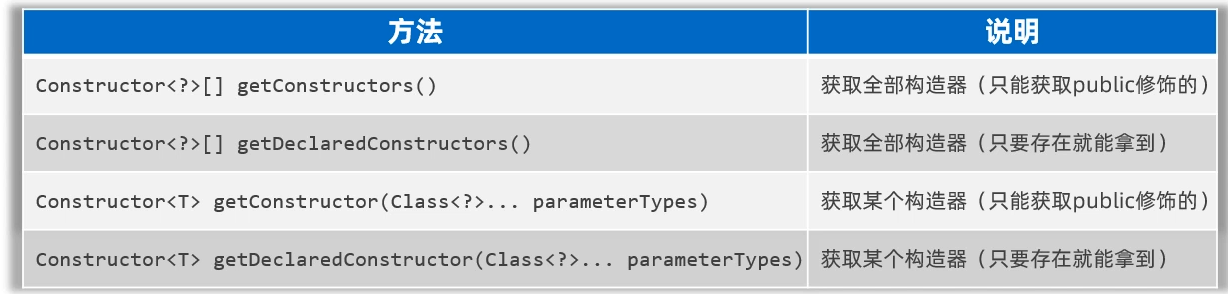 方法 说明
Constructor<?>[] getConstructors() 获取全部构造器（只能获取public修饰的）
Constructor<?>[] getDeclaredConstructors() 获取全部构造器（只要存在就能拿到）
Constructor<T> getConstructor(Class<?>... parameterTypes) 获取某个构造器（只能获取public修饰的）
Constructor<T> getDeclaredConstructor(Class<?>... parameterTypes) 获取某个构造器（只要存在就能拿到）